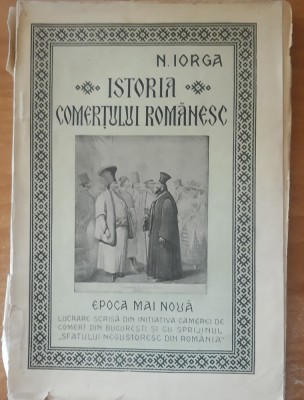 N. IORGA
ISTORIA
COMERȚULUI ROMÂNESC
EPOCA MAI NOUĂ
LUCRARE SCRISĂ DIN INIȚIATIVA CAMEREI DE
COMERȚ DIN BUCUREȘTI ȘI CU SPRIJINUL
„SFATULUI NEGUSTORESC DIN ROMÂNIA"